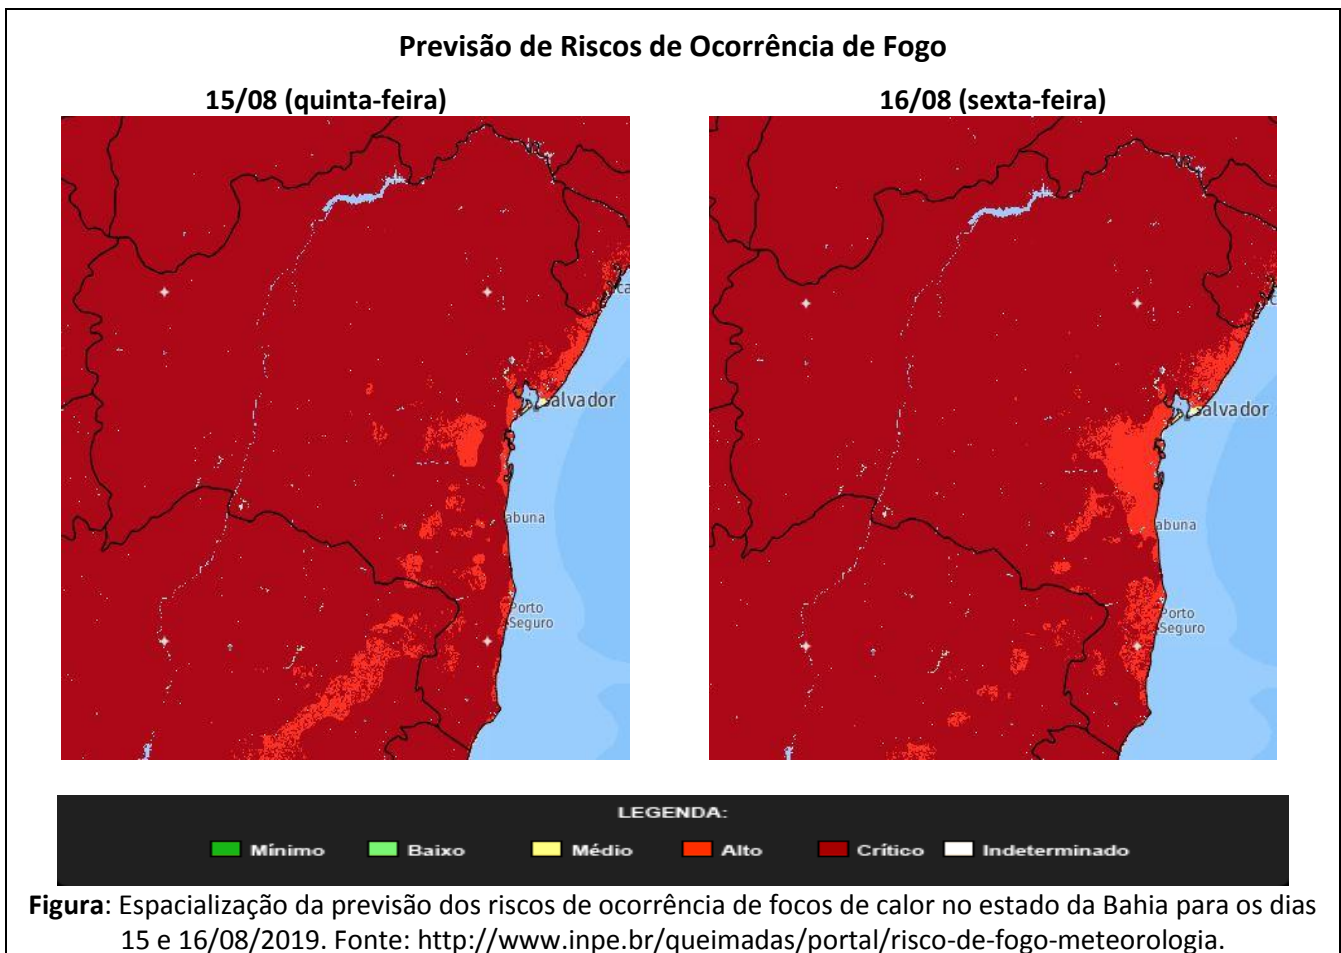 Previsão de Riscos de Ocorrência de Fogo
15/08 (quinta-feira)
16/08 (sexta-feira)
Salvador
abuna
Porto
Seguro
Salvador
abuna
Porto
Seguro
LEGENDA:
Mínimo Baixo Médio Alto Crítico Indeterminado
Figura: Espacialização da previsão dos riscos de ocorrência de focos de calor no estado da Bahia para os dias
15 e 16/08/2019. Fonte: http://www.inpe.br/queimadas/portal/risco-de-fogo-meteorologia.